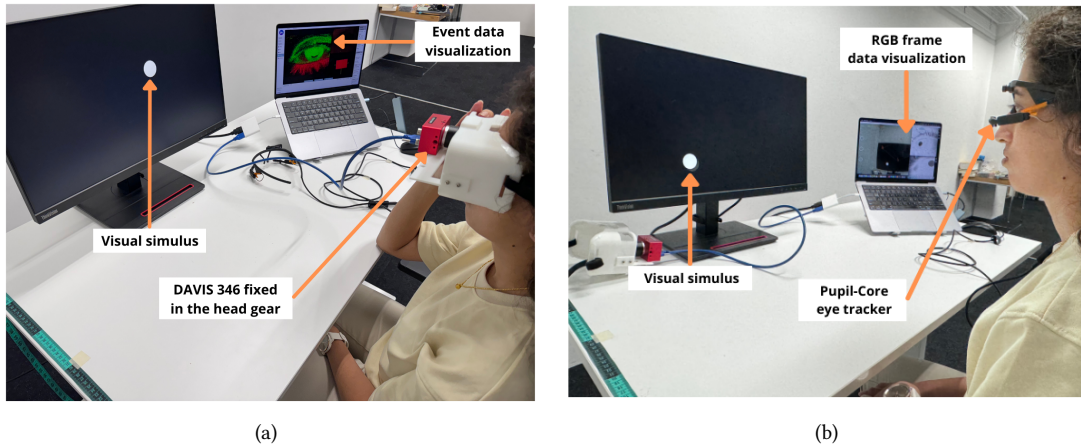 Event data
visualization
Visual simulus
DAVIS 346 fixed
in the head gear
(a)
RGB frame
data visualization
Visual simulus
Pupil-Core
eye tracker
(b)